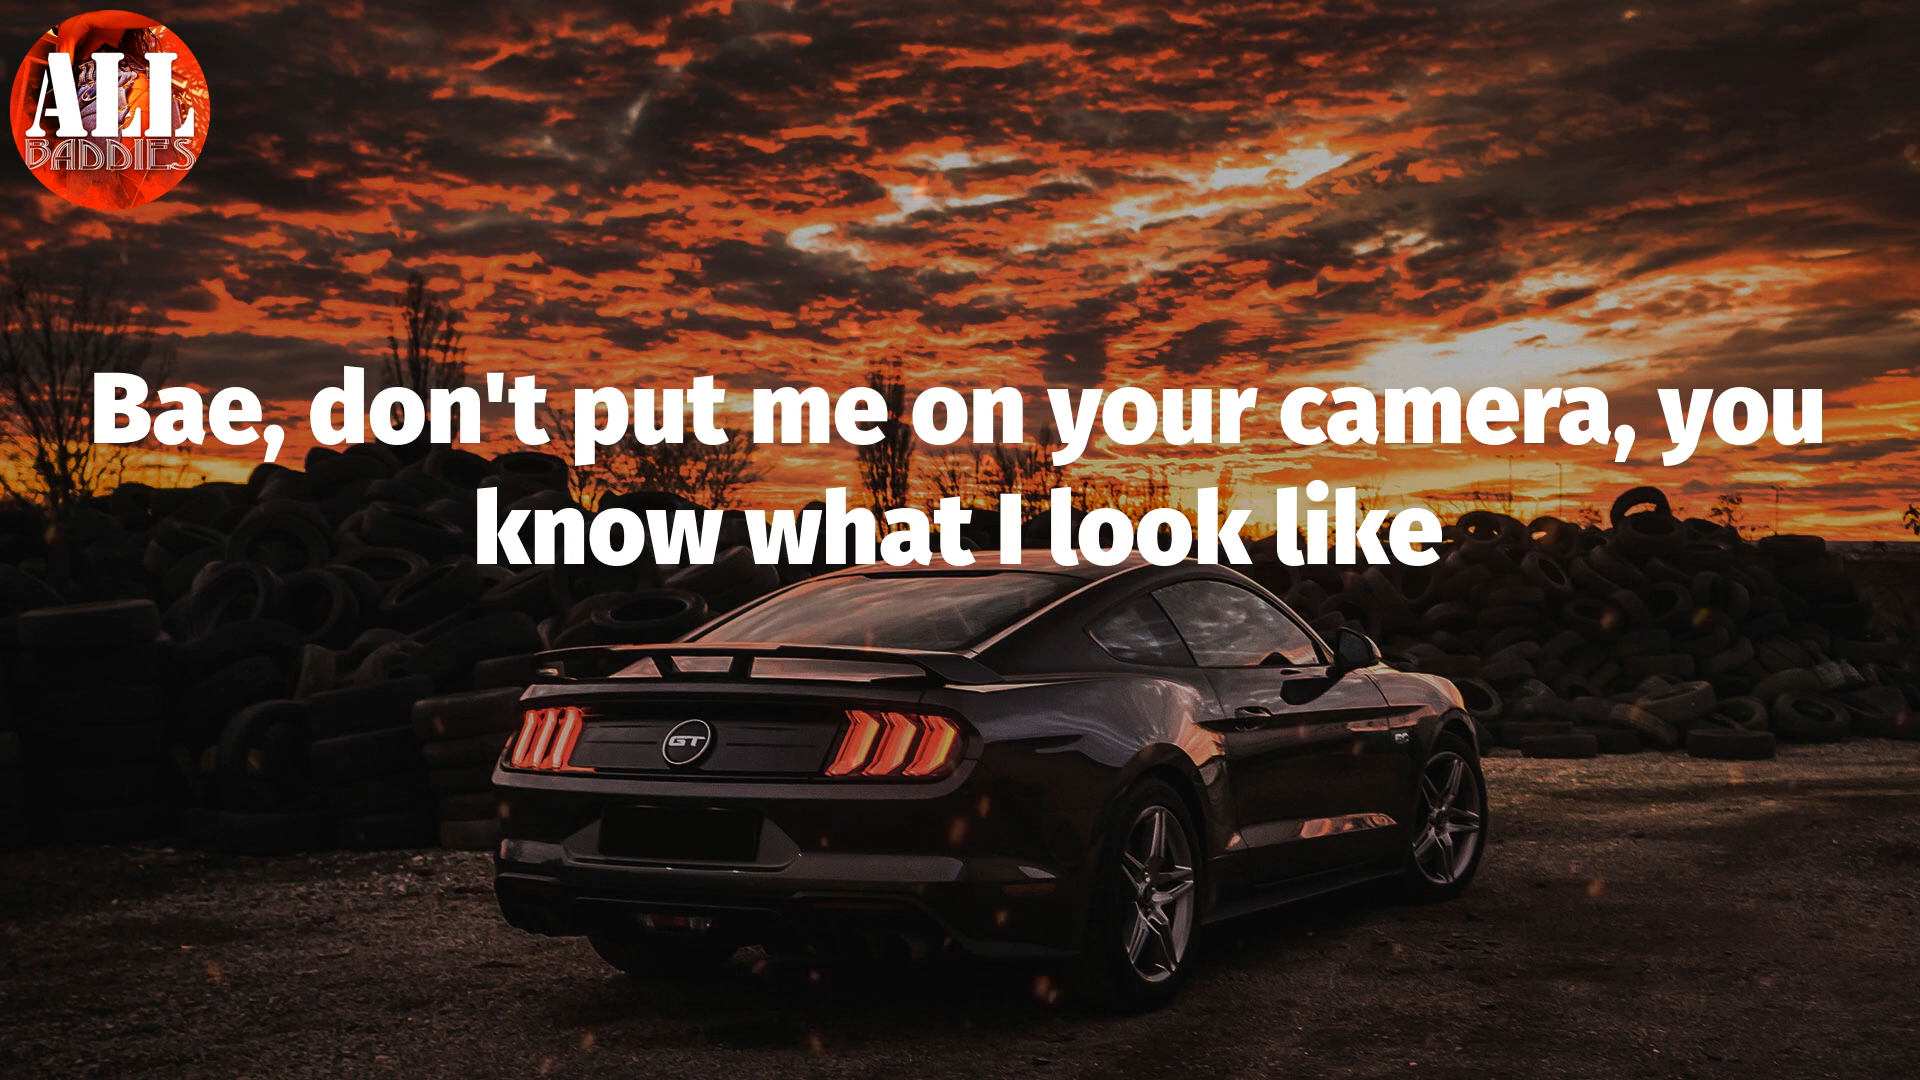 ALL
BADDIES
Bae, don't put me on your camera, you
know what I look like
GT